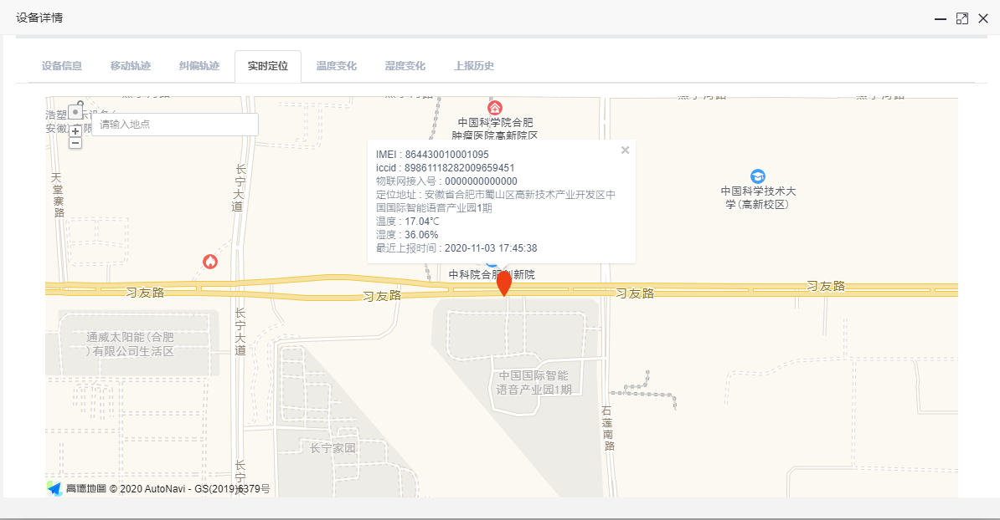 设备详情
设备信息 移动轨迹 纠偏轨迹 实时定位 温度变化 湿度变化 上报历史
请输入地点
中国科学院合肥
肿瘤医院高新院区
IMEI : 864430010001095
iccid : 89861118282009659451
物联网接入号 : 0000000000000
定位地址 : 安徽省合肥市蜀山区高新技术产业开发区中
国国际智能语音产业园1期
温度 : 17.04℃
湿度 : 36.06%
最近上报时间 : 2020-11-03 17:45:38
中国科学技术大
学(高新校区)
天堂寨路
长宁大道
中科院合肥创新院
习友路
习友路
习友路
习友路
通威太阳能(合肥
)有限公司生活区
长宁大道
中国国际智能
语音产业园1期
石莲南路
长宁家园
长宁大
高德地图 © 2020 AutoNavi - GS(2019)6379号